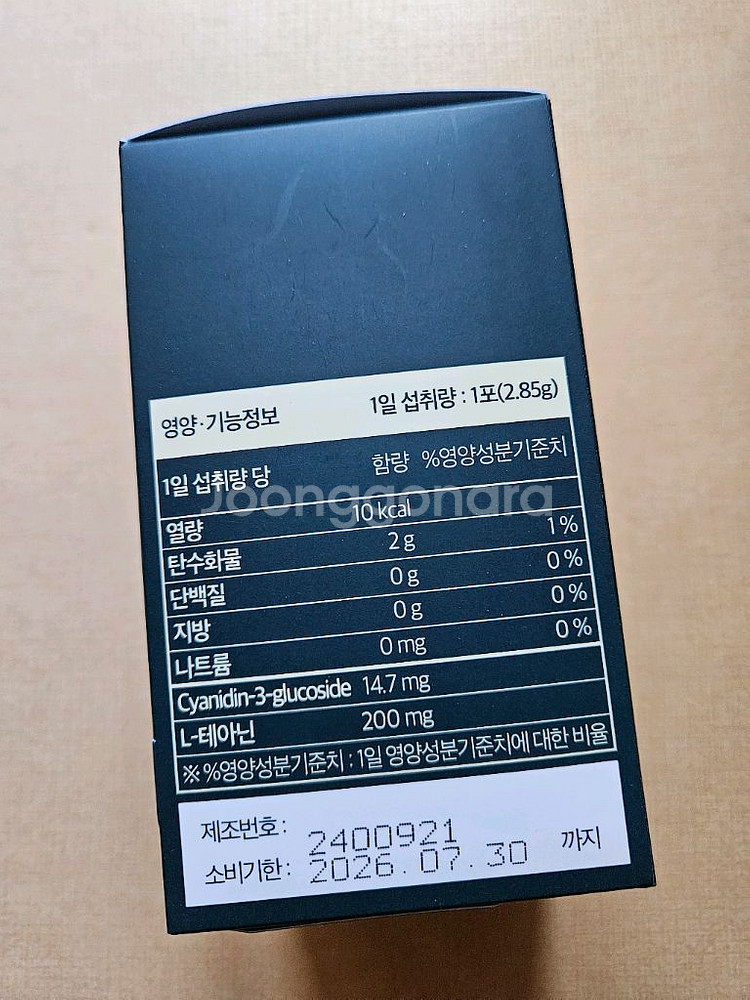 영양·기능정보 1일 섭취량 : 1포(2.85g)
1일 섭취량 당 함량 %영양성분기준치
Joonggonara
열량 10 kcal
탄수화물 2 g 1 %
단백질 0 g 0 %
지방 0 g 0 %
나트륨 0 mg 0 %
Cyanidin-3-glucoside 14.7 mg
L-테아닌 200 mg
※ %영양성분기준치 : 1일 영양성분기준치에 대한 비율
제조번호 : 2400921
소비기한 : 2026.07.30 까지